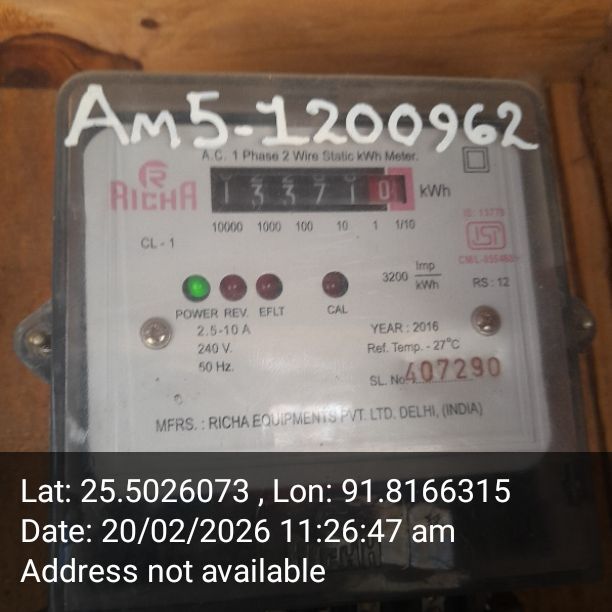 Am5-1200962
A.C. 1 Phase 2 Wire Static kWh Meter.
R
RICHA
133710 kWh
10000 1000 100 10 1 1/10
IS: 13779
ISI
CL - 1
3200 Imp/kWh
RS : 12
POWER REV. EFLT CAL
2.5-10 A
240 V.
50 Hz.
YEAR : 2016
Ref. Temp. - 27°C
SL. No. 407290
MFRS. : RICHA EQUIPMENTS PVT. LTD. DELHI, (INDIA)
Lat: 25.5026073 , Lon: 91.8166315
Date: 20/02/2026 11:26:47 am
Address not available